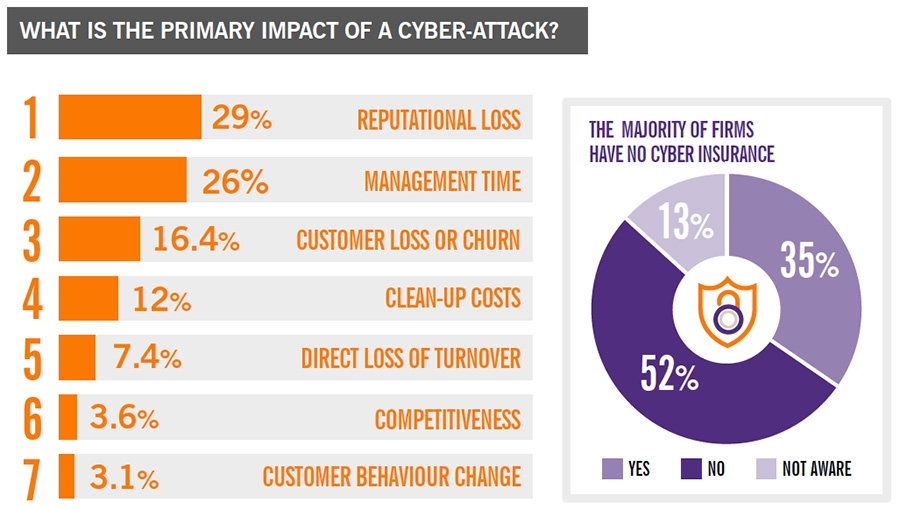 WHAT IS THE PRIMARY IMPACT OF A CYBER-ATTACK?
1 29% REPUTATIONAL LOSS
2 26% MANAGEMENT TIME
3 16.4% CUSTOMER LOSS OR CHURN
4 12% CLEAN-UP COSTS
5 7.4% DIRECT LOSS OF TURNOVER
6 3.6% COMPETITIVENESS
7 3.1% CUSTOMER BEHAVIOUR CHANGE
THE MAJORITY OF FIRMS
HAVE NO CYBER INSURANCE
13%
35%
52%
YES NO NOT AWARE